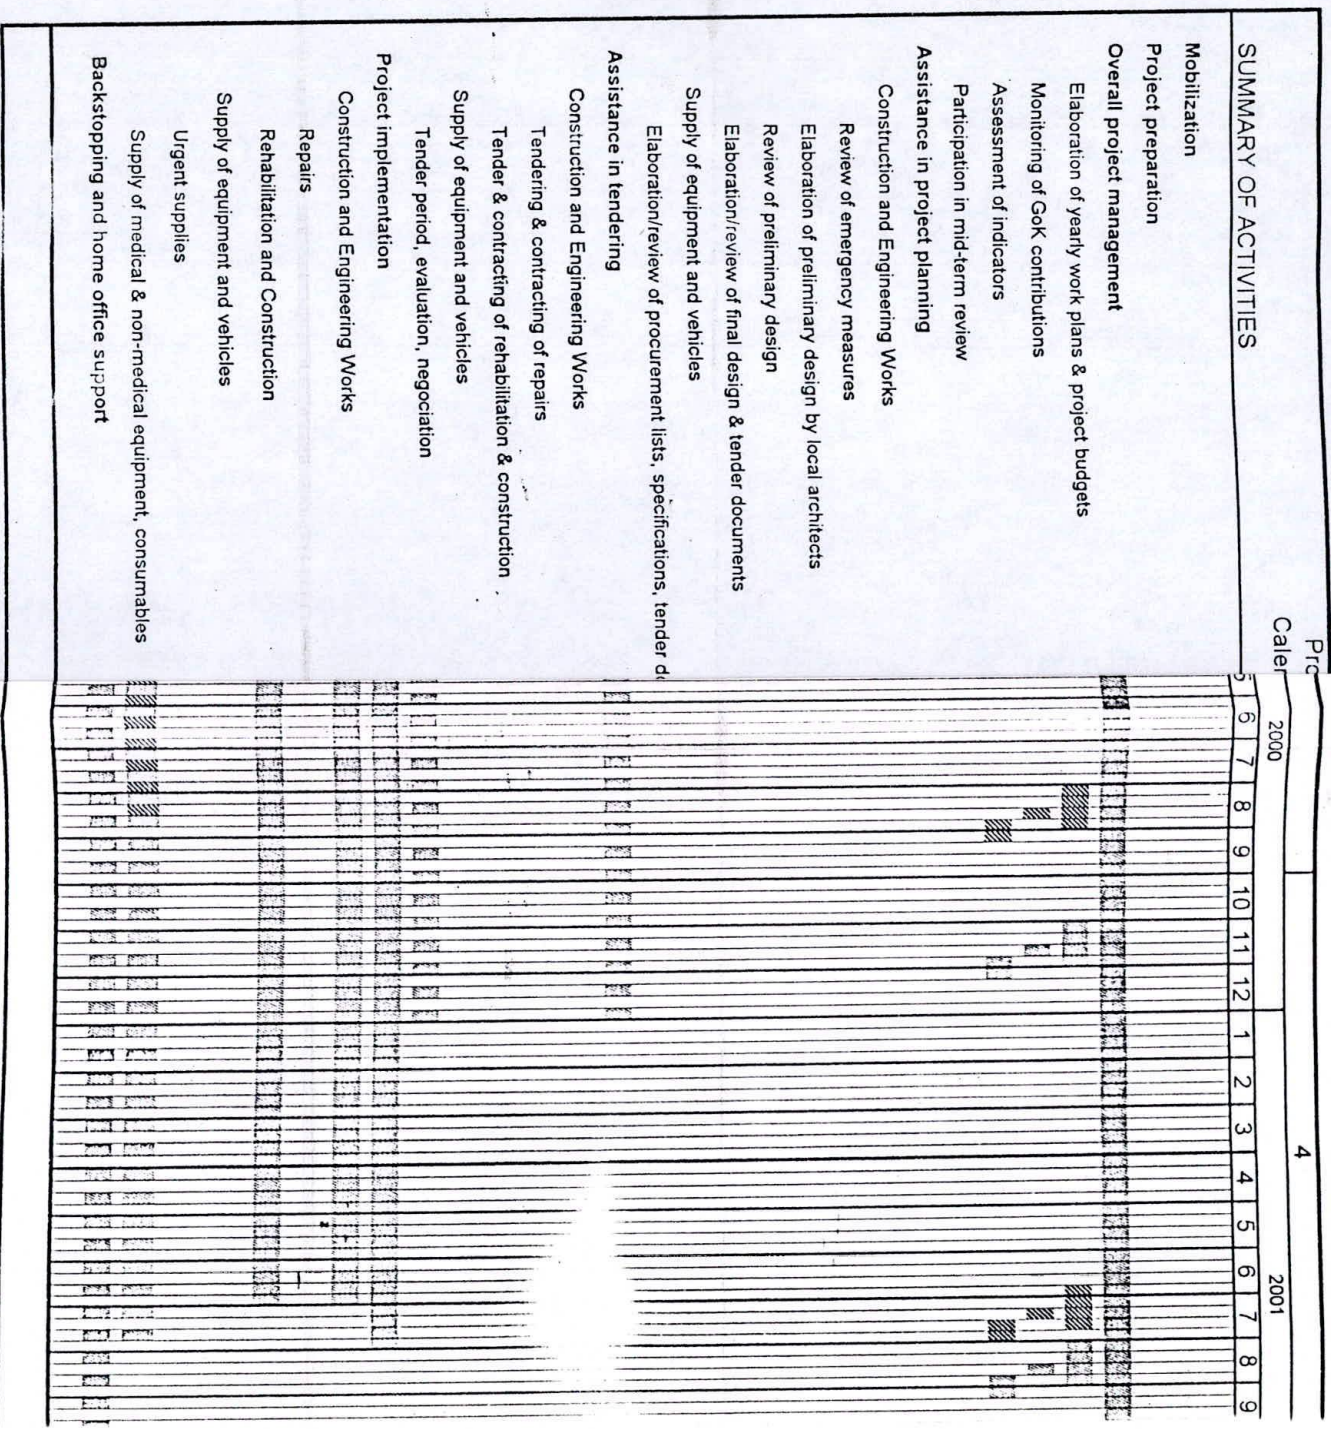 Pro
Caler
2000
4
2001
SUMMARY OF ACTIVITIES
5 6 7 8 9 10 11 12 1 2 3 4 5 6 7 8 9
Mobilization
Project preparation
Overall project management
Elaboration of yearly work plans & project budgets
Monitoring of GoK contributions
Assessment of indicators
Participation in mid-term review
Assistance in project planning
Construction and Engineering Works
Review of emergency measures
Elaboration of preliminary design by local architects
Review of preliminary design
Elaboration/review of final design & tender documents
Supply of equipment and vehicles
Elaboration/review of procurement lists, specifications, tender d
Assistance in tendering
Construction and Engineering Works
Tendering & contracting of repairs
Tender & contracting of rehabilitation & construction
Supply of equipment and vehicles
Tender period, evaluation, negociation
Project implementation
Construction and Engineering Works
Repairs
Rehabilitation and Construction
Supply of equipment and vehicles
Urgent supplies
Supply of medical & non-medical equipment, consumables
Backstopping and home office support